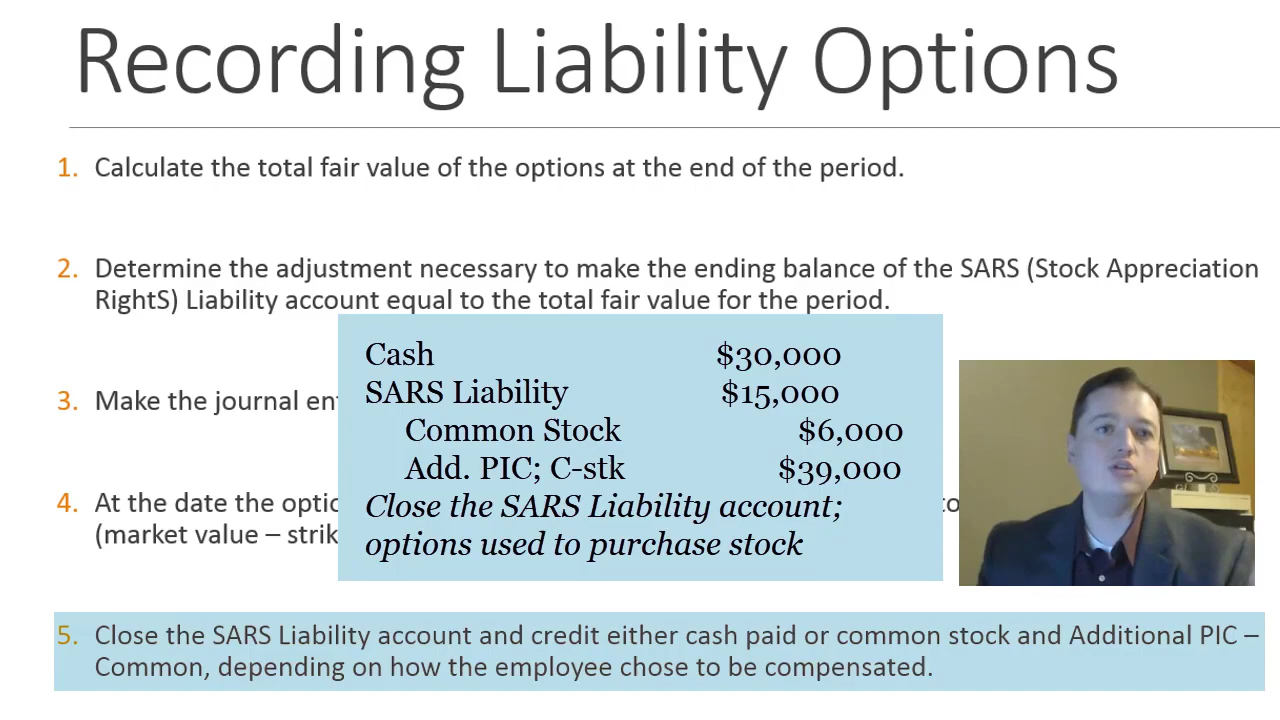 Recording Liability Options
1. Calculate the total fair value of the options at the end of the period.
2. Determine the adjustment necessary to make the ending balance of the SARS (Stock Appreciation
RightS) Liability account equal to the total fair value for the period.
3. Make the journal
4. At the date the
(market value –
Cash $30,000
SARS Liability $15,000
Common Stock $6,000
Add. PIC; C-stk $39,000
Close the SARS Liability account;
options used to purchase stock
5. Close the SARS Liability account and credit either cash paid or common stock and Additional PIC –
Common, depending on how the employee chose to be compensated.